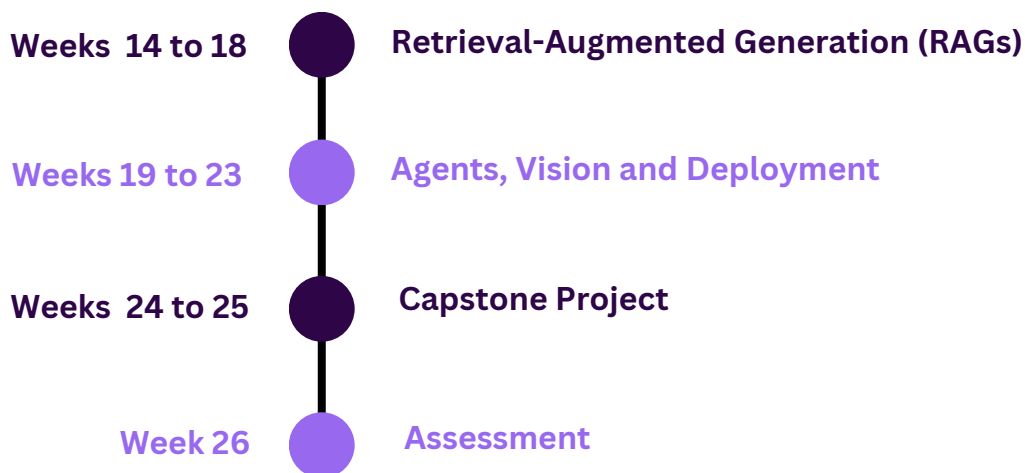 Weeks 14 to 18
Retrieval-Augmented Generation (RAGs)
Weeks 19 to 23
Agents, Vision and Deployment
Weeks 24 to 25
Capstone Project
Week 26
Assessment